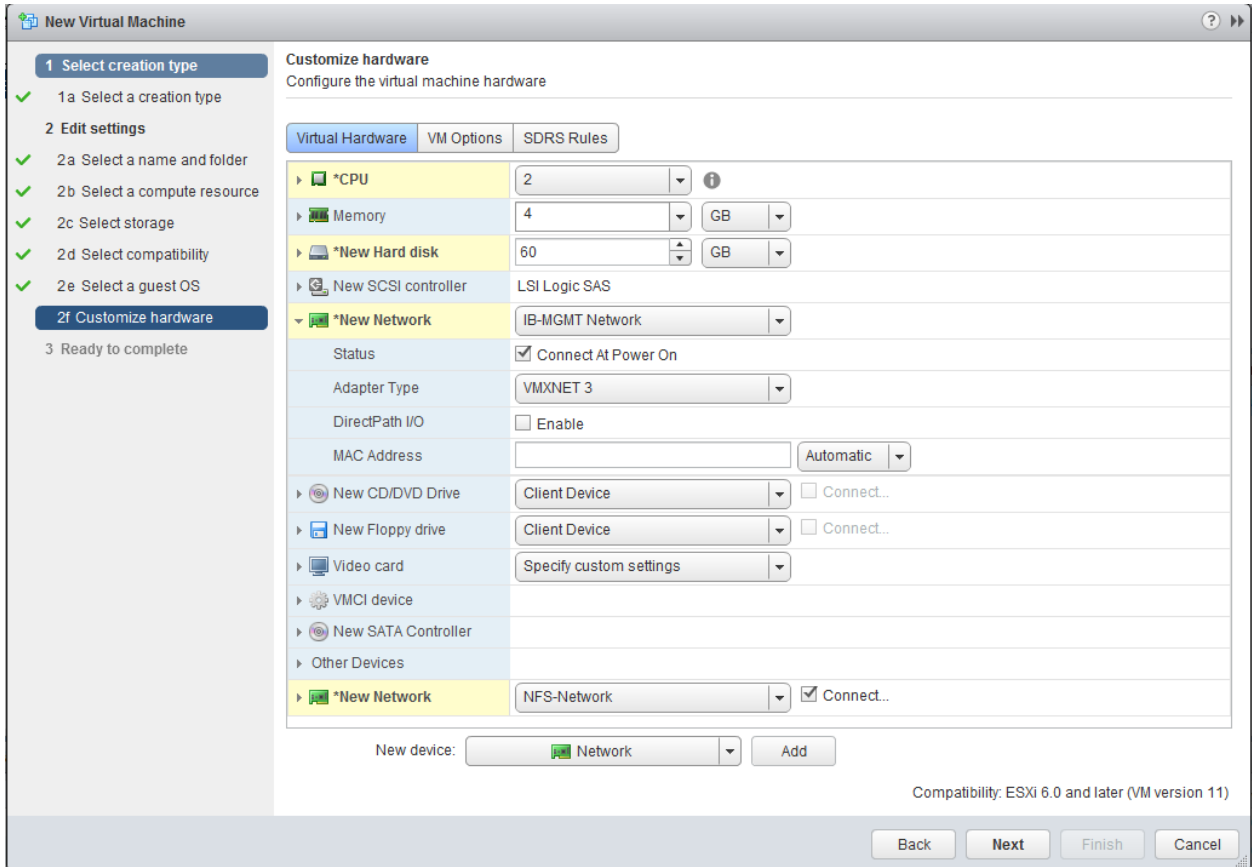 New Virtual Machine
1 Select creation type
1a Select a creation type
2 Edit settings
2a Select a name and folder
2b Select a compute resource
2c Select storage
2d Select compatibility
2e Select a guest OS
2f Customize hardware
3 Ready to complete
Customize hardware
Configure the virtual machine hardware
Virtual Hardware VM Options SDRS Rules
*CPU 2
Memory 4 GB
*New Hard disk 60 GB
New SCSI controller LSI Logic SAS
*New Network IB-MGMT Network
Status Connect At Power On
Adapter Type VMXNET 3
DirectPath I/O Enable
MAC Address Automatic
New CD/DVD Drive Client Device Connect...
New Floppy drive Client Device Connect...
Video card Specify custom settings
VMCI device
New SATA Controller
Other Devices
*New Network NFS-Network Connect...
New device: Network Add
Compatibility: ESXi 6.0 and later (VM version 11)
Back Next Finish Cancel